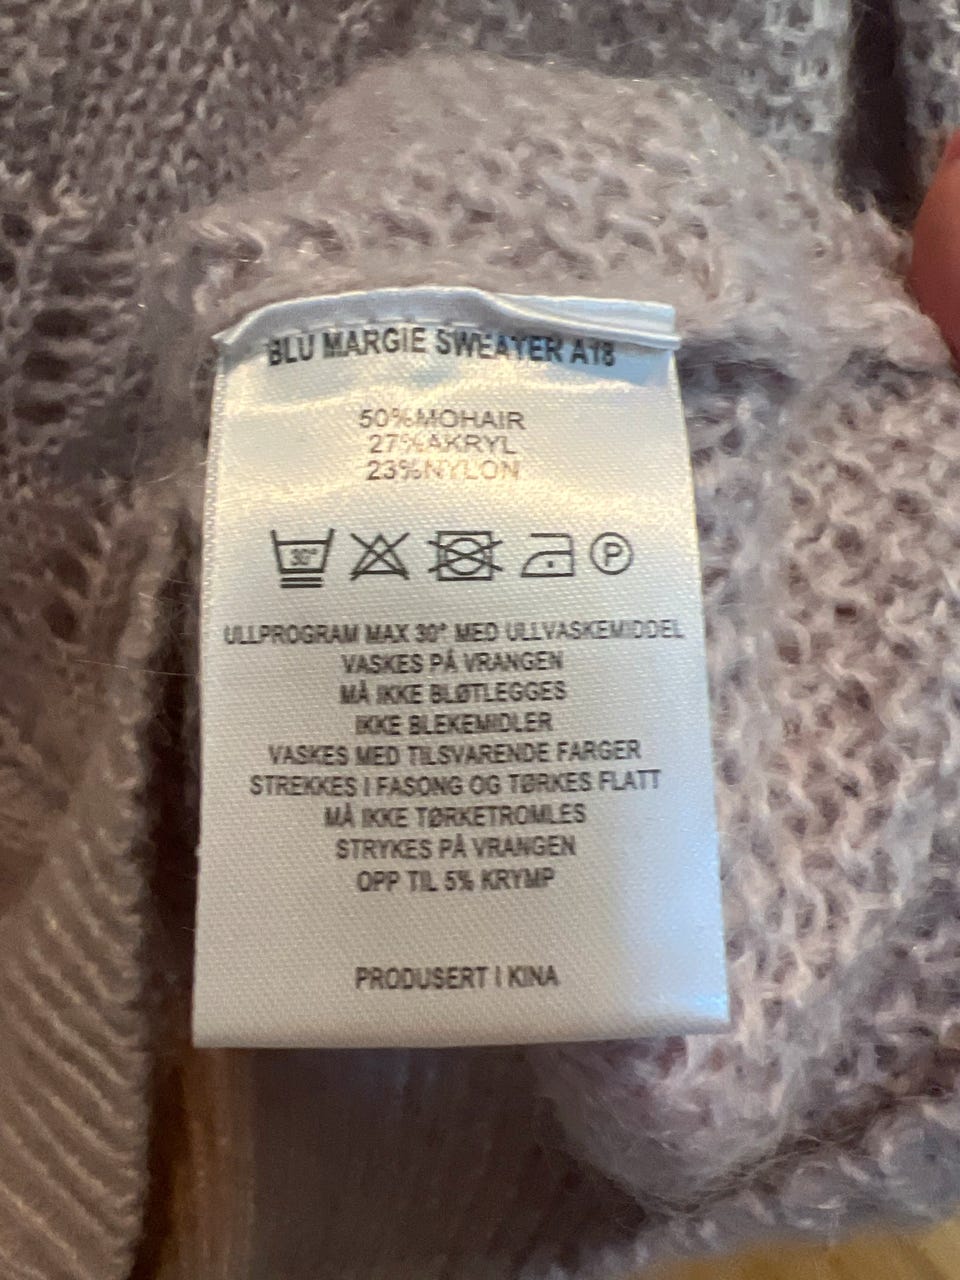 BLU MARGIE SWEATER A18
50%MOHAIR
27%AKRYL
23%NYLON
30° P
ULLPROGRAM MAX 30° MED ULLVASKEMIDDEL
VASKES PÅ VRANGEN
MÅ IKKE BLØTLEGGES
IKKE BLEKEMIDLER
VASKES MED TILSVARENDE FARGER
STREKKES I FASONG OG TØRKES FLATT
MÅ IKKE TØRKETROMLES
STRYKES PÅ VRANGEN
OPP TIL 5% KRYMP
PRODUSERT I KINA